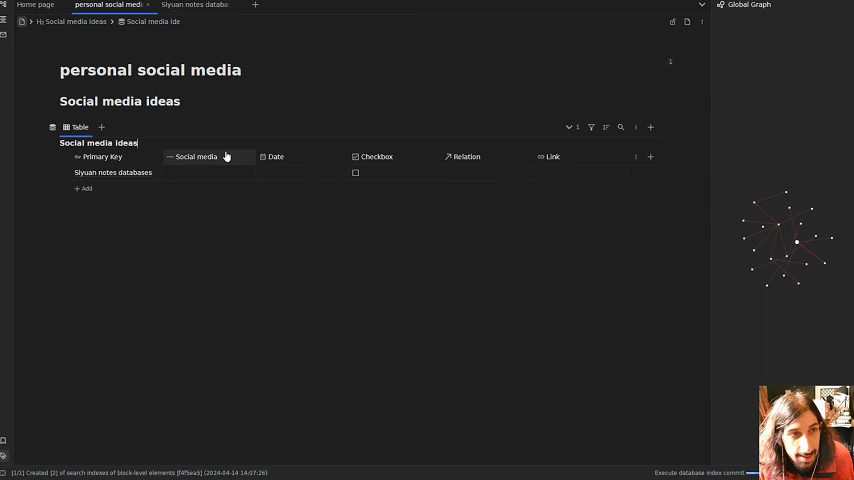 Home page personal social medi × Siyuan notes databa +
Global Graph
H₂ Social media ideas > Social media ide
personal social media
1
Social media ideas
Table +
1
Social media ideas
Primary Key Social media Date Checkbox Relation Link
SIyuan notes databases
+ Add
[1/1] Created [2] of search indexes of block-level elements [f4f5ea5] (2024-04-14 14:07:26) Execute database index commit